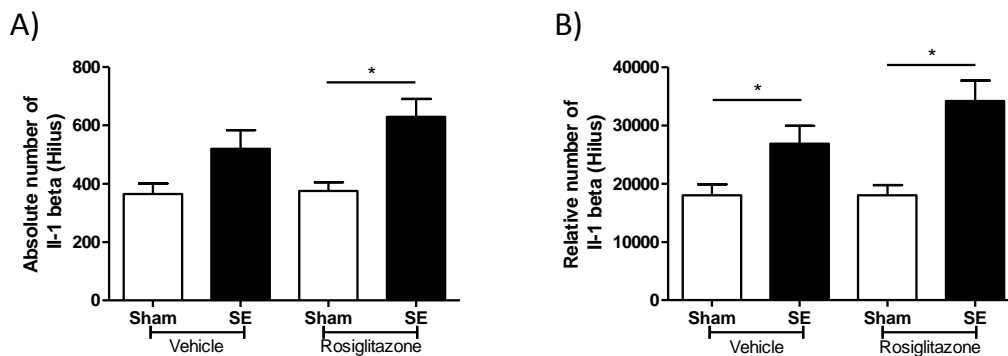 A)
Absolute number of
Il-1 beta (Hilus)
800
600
400
200
0
*
Sham
SE
Sham
SE
Vehicle
Rosiglitazone
B)
Relative number of
Il-1 beta (Hilus)
40000
30000
20000
10000
0
*
*
Sham
SE
Sham
SE
Vehicle
Rosiglitazone